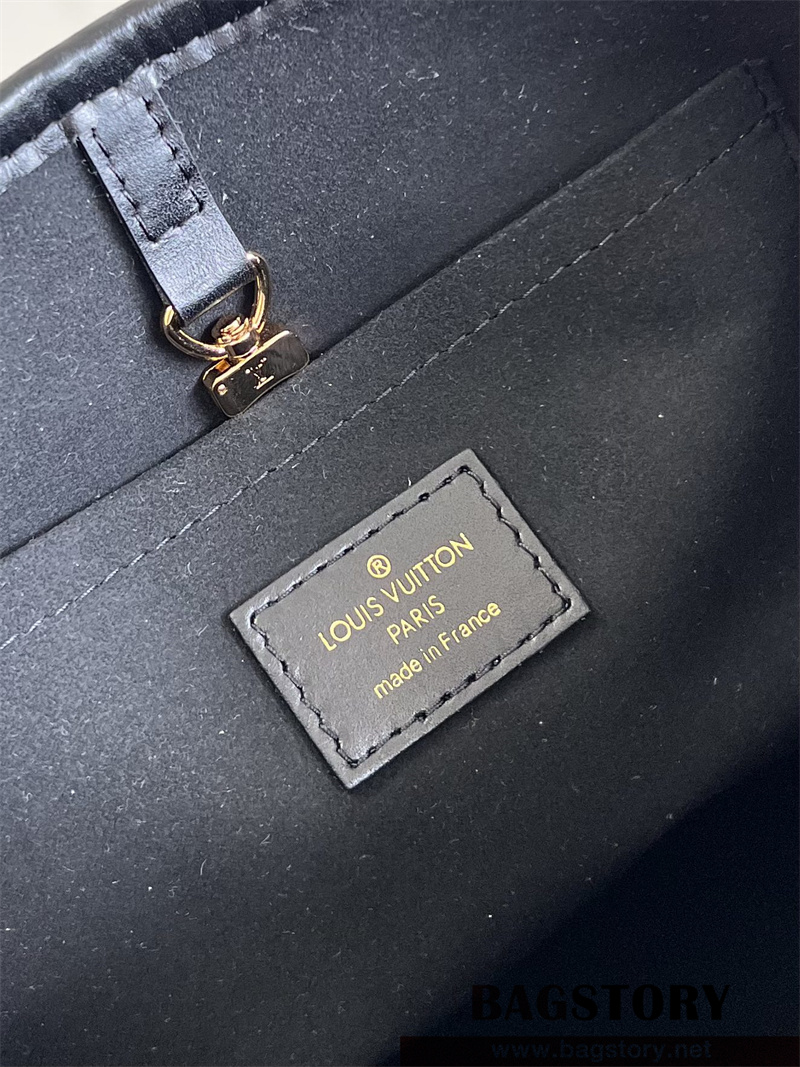 ®
LOUIS VUITTON
PARIS
made in France
BAGSTORY
www.bagstory.net